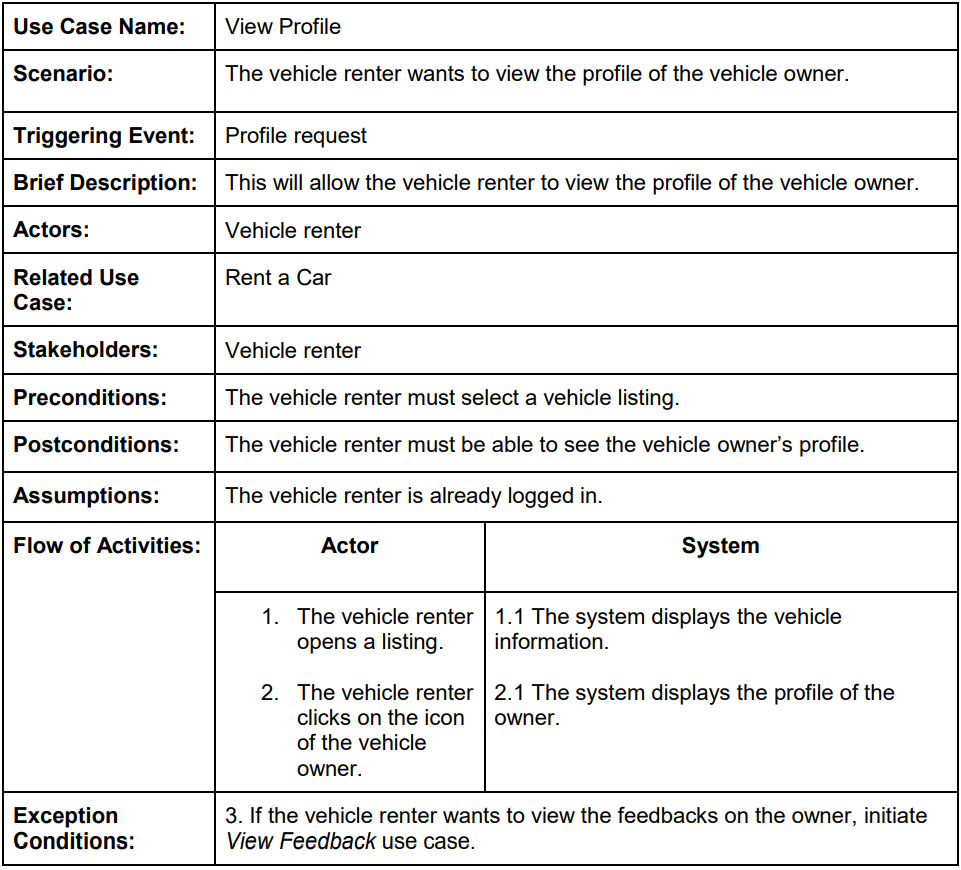 Use Case Name: View Profile
Scenario: The vehicle renter wants to view the profile of the vehicle owner.
Triggering Event: Profile request
Brief Description: This will allow the vehicle renter to view the profile of the vehicle owner.
Actors: Vehicle renter
Related Use
Case:
Rent a Car
Stakeholders: Vehicle renter
Preconditions: The vehicle renter must select a vehicle listing.
Postconditions: The vehicle renter must be able to see the vehicle owner’s profile.
Assumptions: The vehicle renter is already logged in.
Flow of Activities:
Actor
System
1. The vehicle renter
opens a listing.
1.1 The system displays the vehicle
information.
2. The vehicle renter
clicks on the icon
of the vehicle
owner.
2.1 The system displays the profile of the
owner.
Exception
Conditions:
3. If the vehicle renter wants to view the feedbacks on the owner, initiate
View Feedback use case.